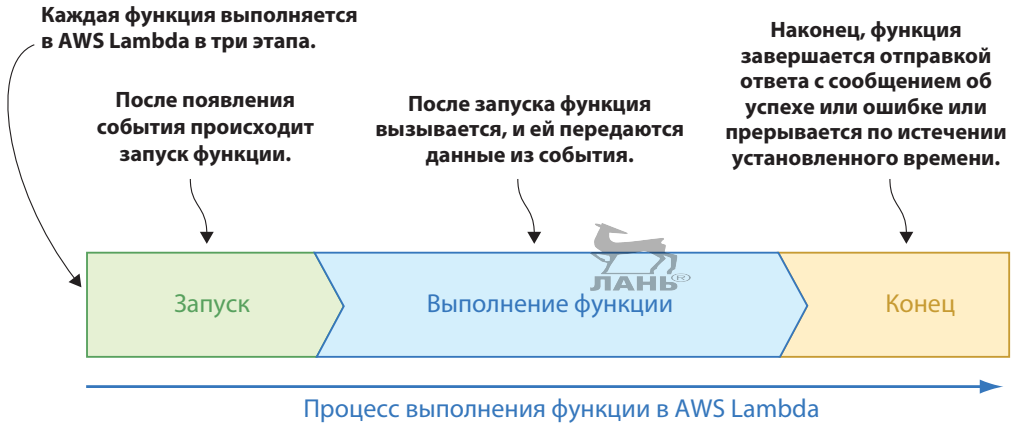 Каждая функция выполняется
в AWS Lambda в три этапа.
После появления
события происходит
запуск функции.
После запуска функция
вызывается, и ей передаются
данные из события.
Наконец, функция
завершается отправкой
ответа с сообщением об
успехе или ошибке или
прерывается по истечении
установленного времени.
ЛАНЬ®
Запуск
Выполнение функции
Конец
Процесс выполнения функции в AWS Lambda